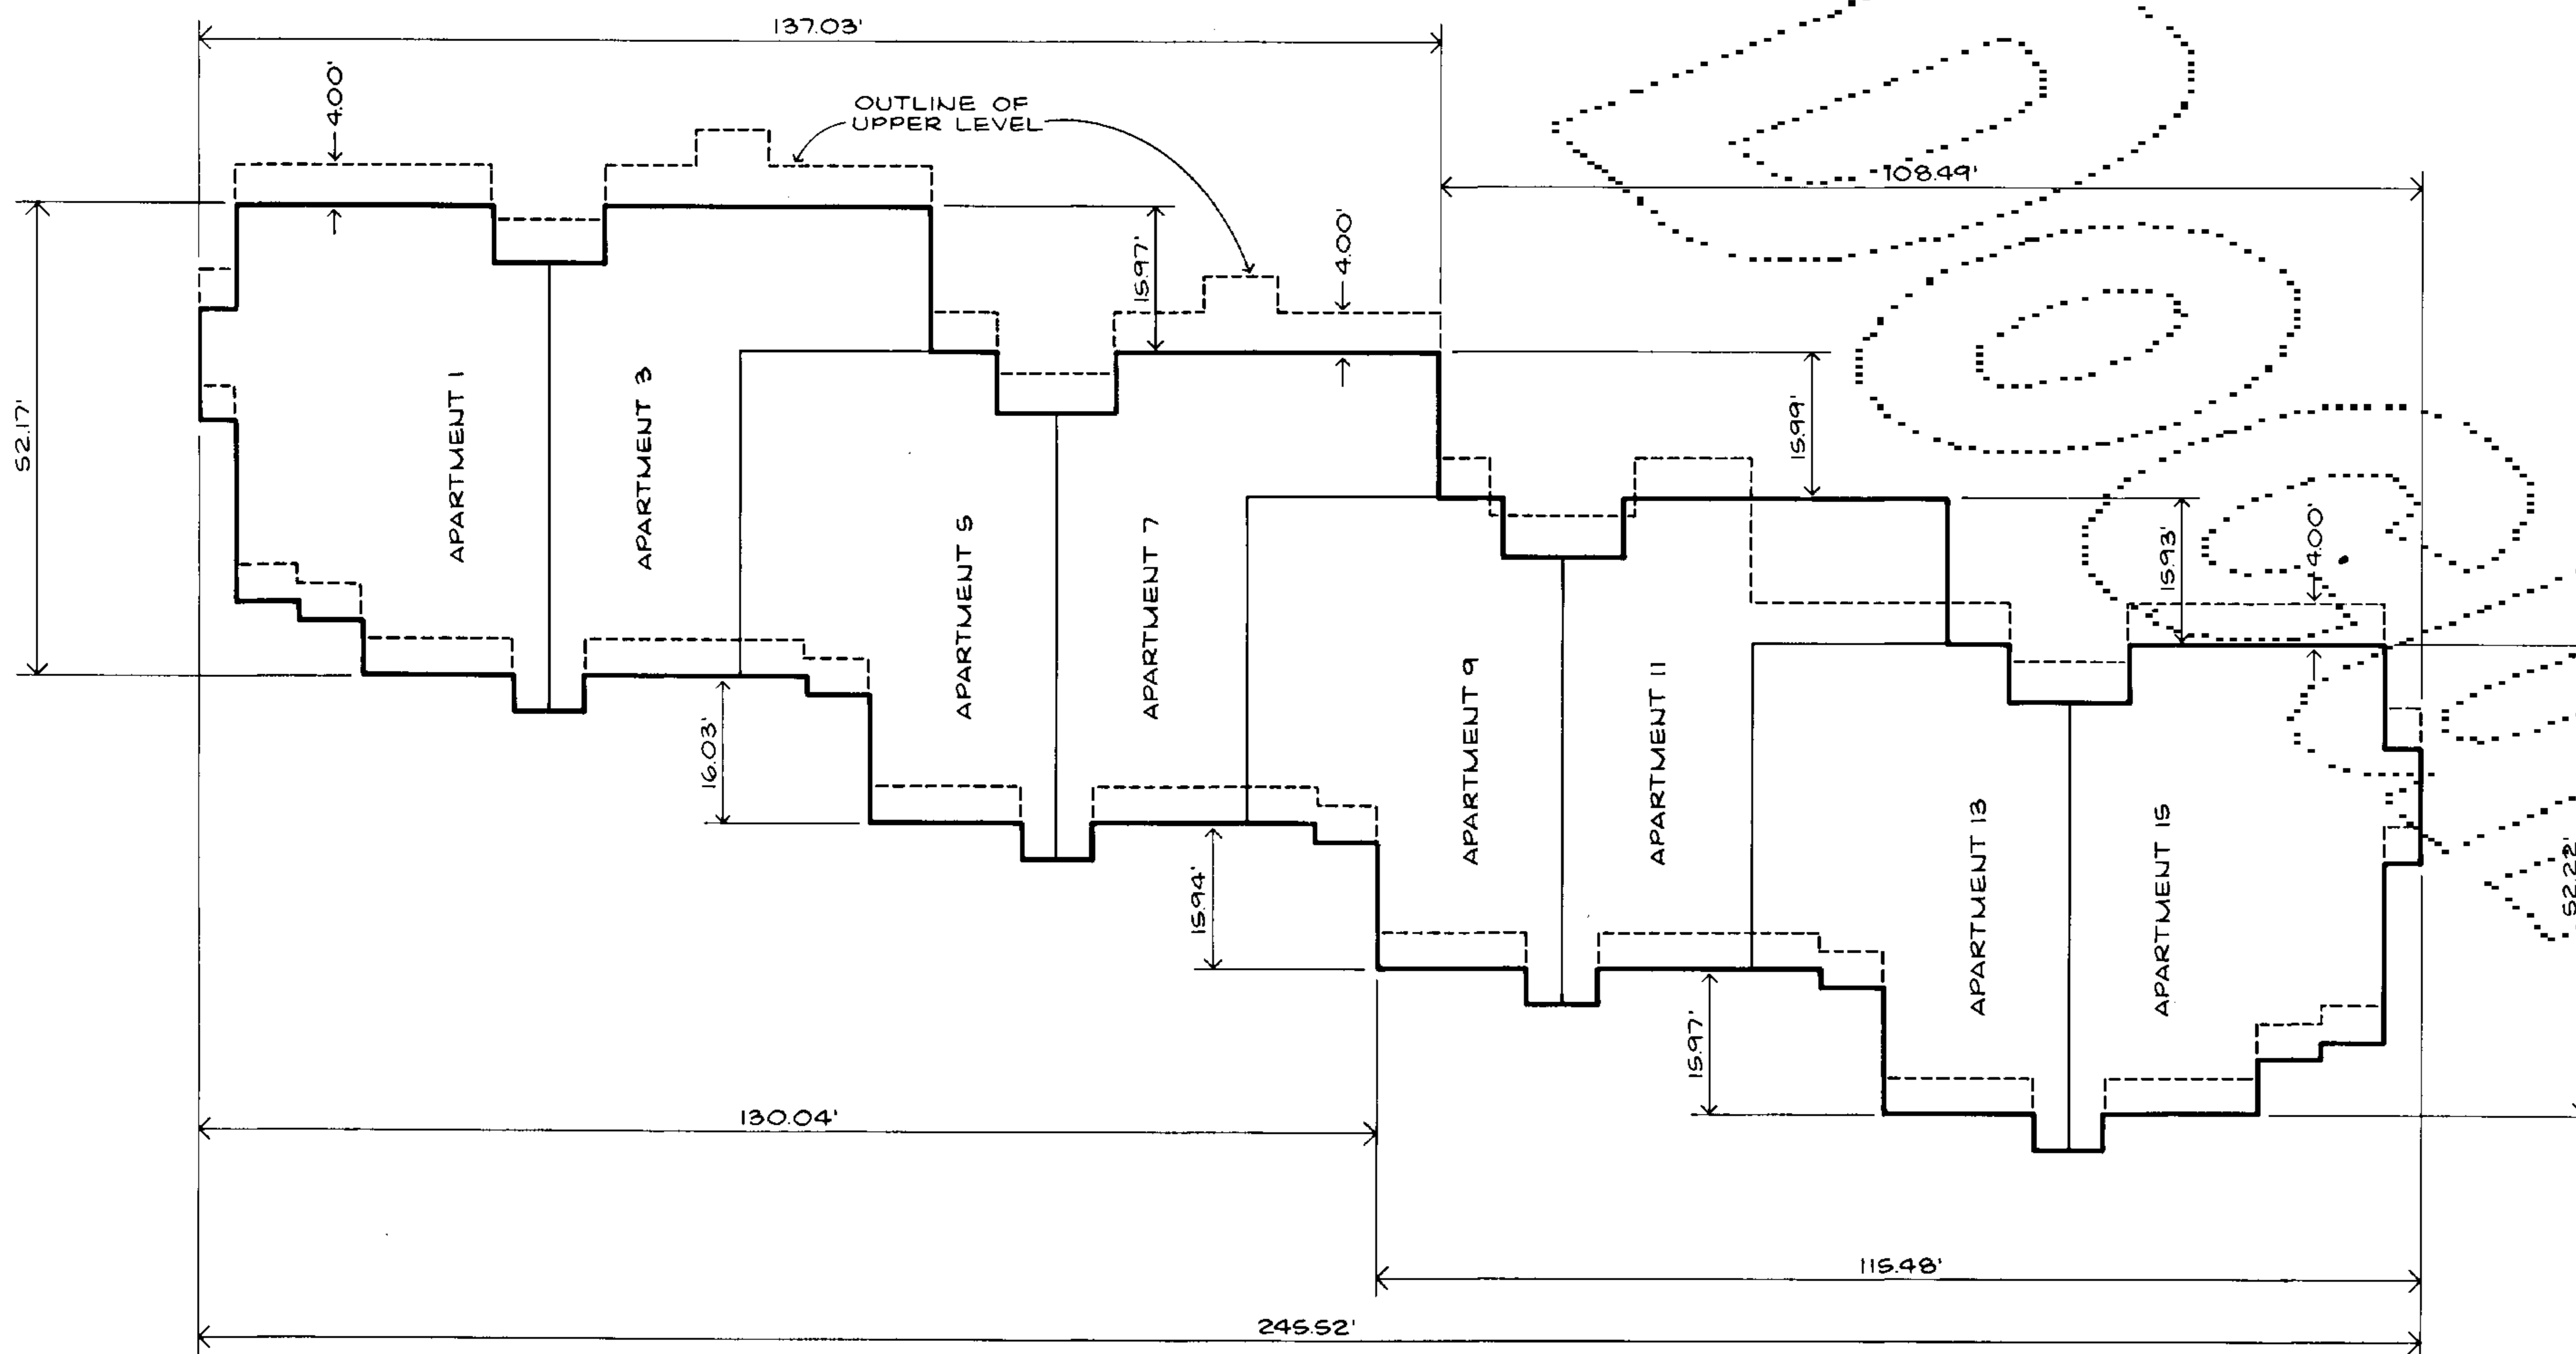 137.03'
4.00'
OUTLINE OF
UPPER LEVEL
108.49'
15.97'
4.00'
52.17'
APARTMENT 1
APARTMENT 3
15.99'
APARTMENT 5
APARTMENT 7
15.93'
4.00'
16.03'
APARTMENT 9
APARTMENT 11
15.94'
APARTMENT 13
APARTMENT 15
52.22'
15.97'
130.04'
115.48'
245.52'